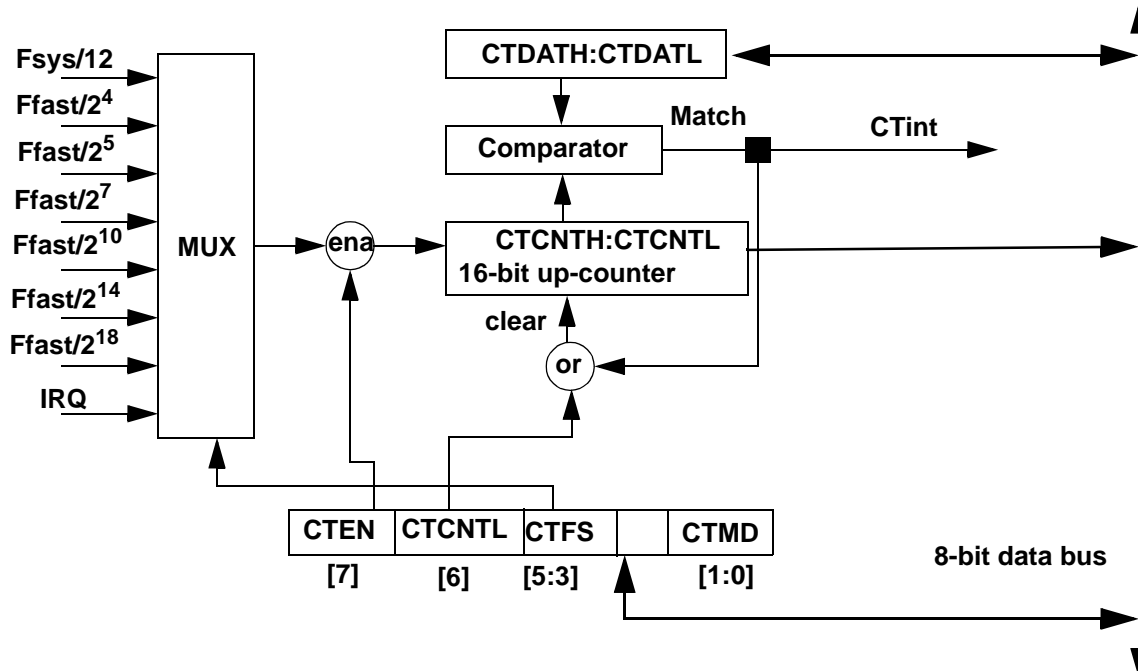 Fsys/12
Ffast/2^4
Ffast/2^5
Ffast/2^7
Ffast/2^10
Ffast/2^14
Ffast/2^18
IRQ
MUX
ena
CTDATH:CTDATL
Comparator
Match
CTint
CTCNTH:CTCNTL
16-bit up-counter
clear
or
CTEN CTCNTL CTFS CTMD
[7] [6] [5:3] [1:0]
8-bit data bus